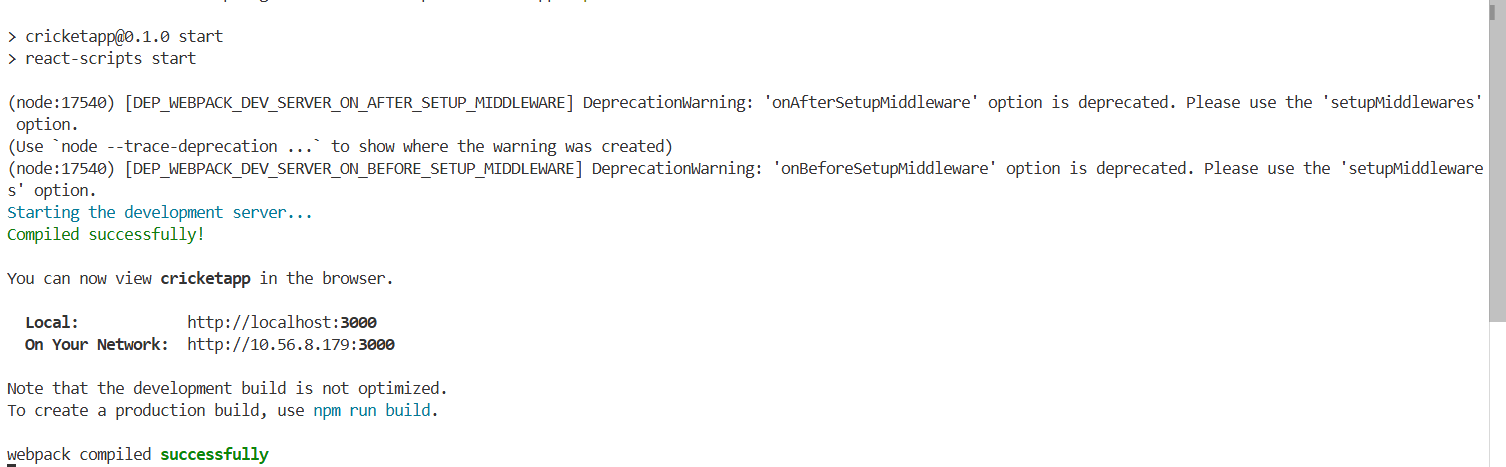 > cricketapp@0.1.0 start
> react-scripts start
(node:17540) [DEP_WEBPACK_DEV_SERVER_ON_AFTER_SETUP_MIDDLEWARE] DeprecationWarning: 'onAfterSetupMiddleware' option is deprecated. Please use the 'setupMiddlewares'
option.
(Use `node --trace-deprecation ...` to show where the warning was created)
(node:17540) [DEP_WEBPACK_DEV_SERVER_ON_BEFORE_SETUP_MIDDLEWARE] DeprecationWarning: 'onBeforeSetupMiddleware' option is deprecated. Please use the 'setupMiddleware
s' option.
Starting the development server...
Compiled successfully!
You can now view cricketapp in the browser.
Local: http://localhost:3000
On Your Network: http://10.56.8.179:3000
Note that the development build is not optimized.
To create a production build, use npm run build.
webpack compiled successfully